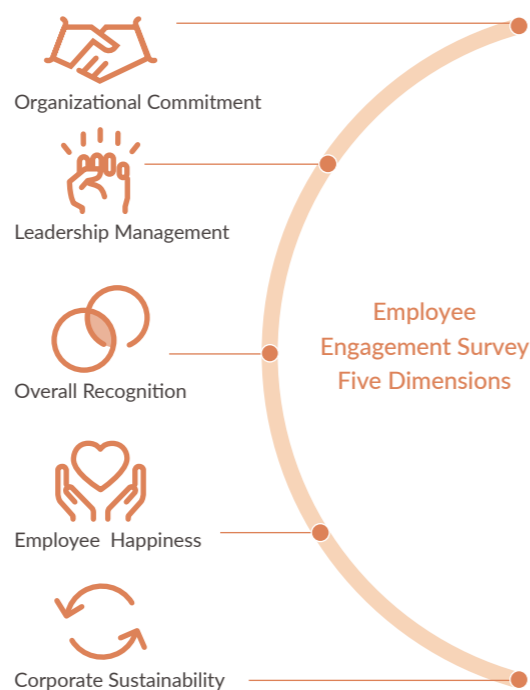 Organizational Commitment
Leadership Management
Overall Recognition
Employee Happiness
Corporate Sustainability
Employee
Engagement Survey
Five Dimensions